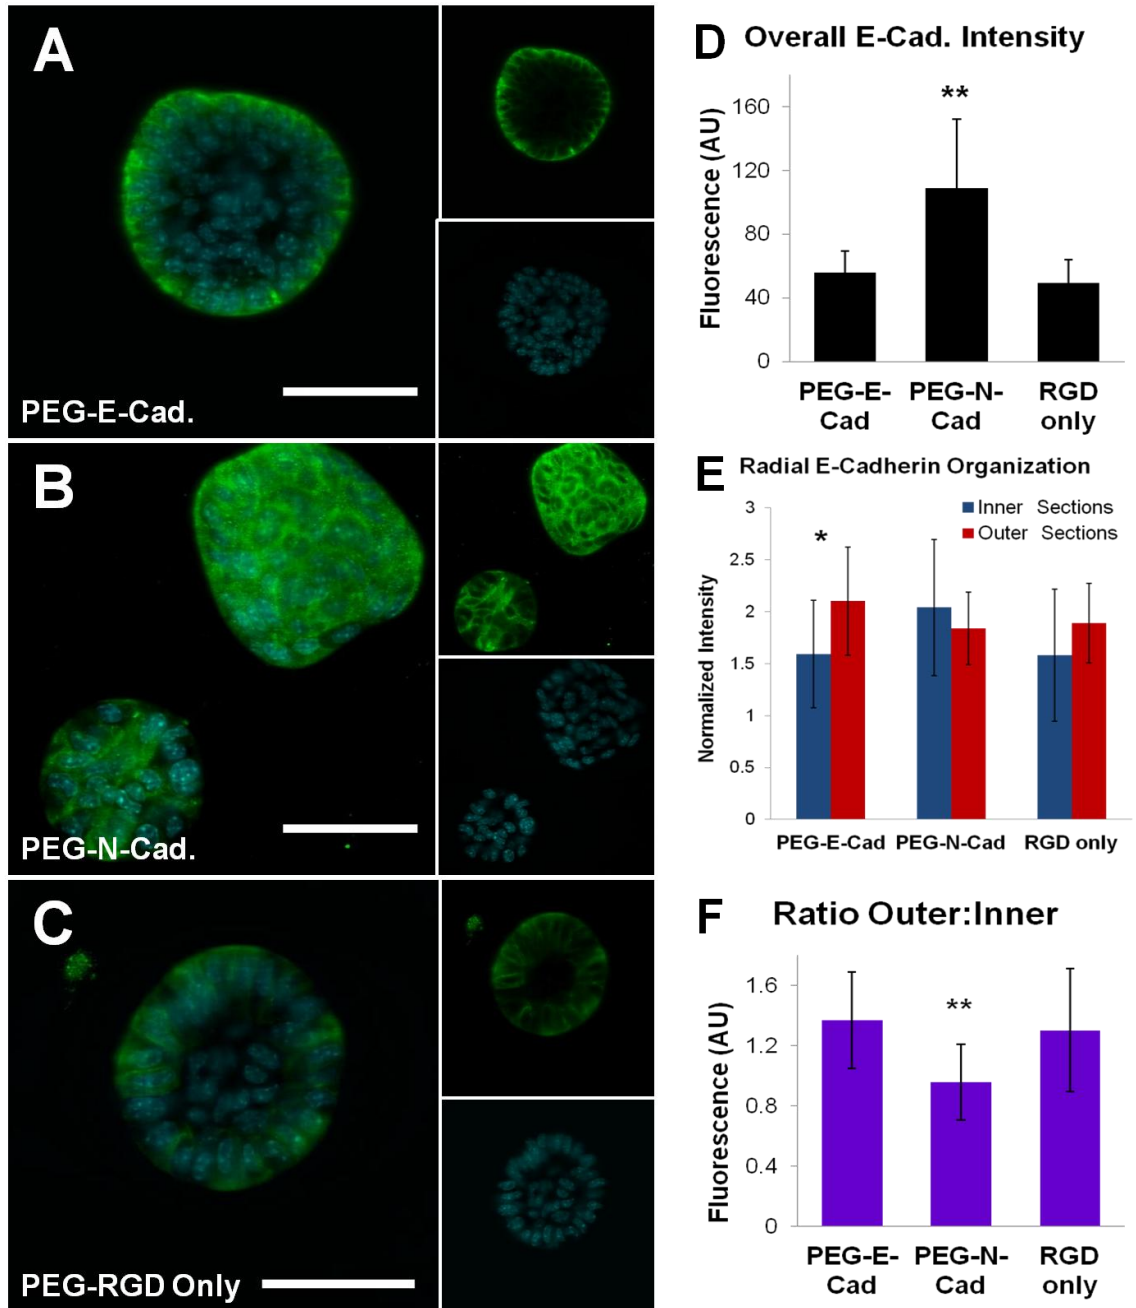 A
PEG-E-Cad.
B
PEG-N-Cad.
C
PEG-RGD Only
D Overall E-Cad. Intensity
Fluorescence (AU)
160
120
80
40
0
**
PEG-E-Cad
PEG-N-Cad
RGD only
E Radial E-Cadherin Organization
Inner Sections
Outer Sections
Normalized Intensity
3
2.5
2
1.5
1
0.5
0
*
PEG-E-Cad PEG-N-Cad RGD only
F Ratio Outer:Inner
Fluorescence (AU)
1.6
1.2
0.8
0.4
0
**
PEG-E-Cad
PEG-N-Cad
RGD only